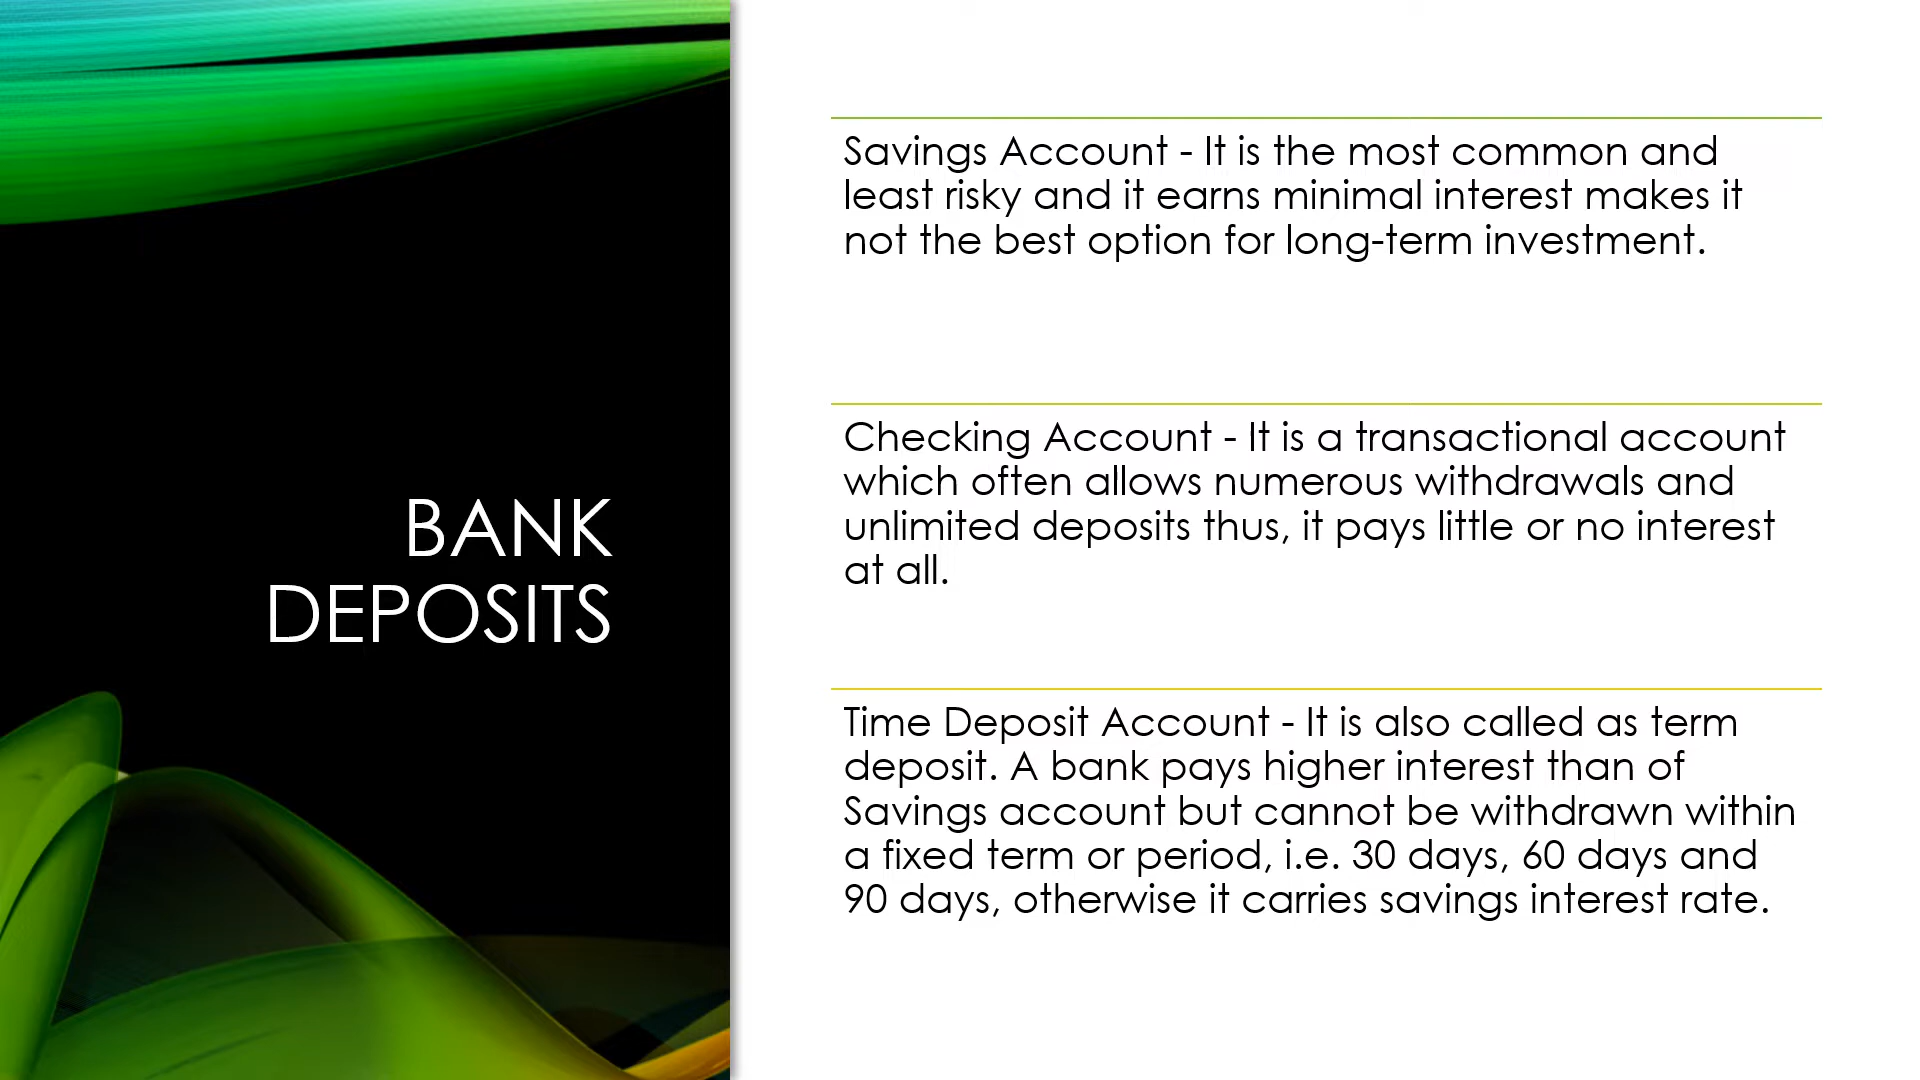 BANK
DEPOSITS
Savings Account - It is the most common and
least risky and it earns minimal interest makes it
not the best option for long-term investment.
Checking Account - It is a transactional account
which often allows numerous withdrawals and
unlimited deposits thus, it pays little or no interest
at all.
Time Deposit Account - It is also called as term
deposit. A bank pays higher interest than of
Savings account but cannot be withdrawn within
a fixed term or period, i.e. 30 days, 60 days and
90 days, otherwise it carries savings interest rate.